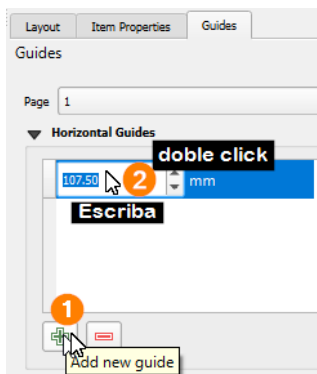 Layout Item Properties Guides
Guides
Page 1
Horizontal Guides
doble click
107.50 2 mm
Escriba
1
Add new guide